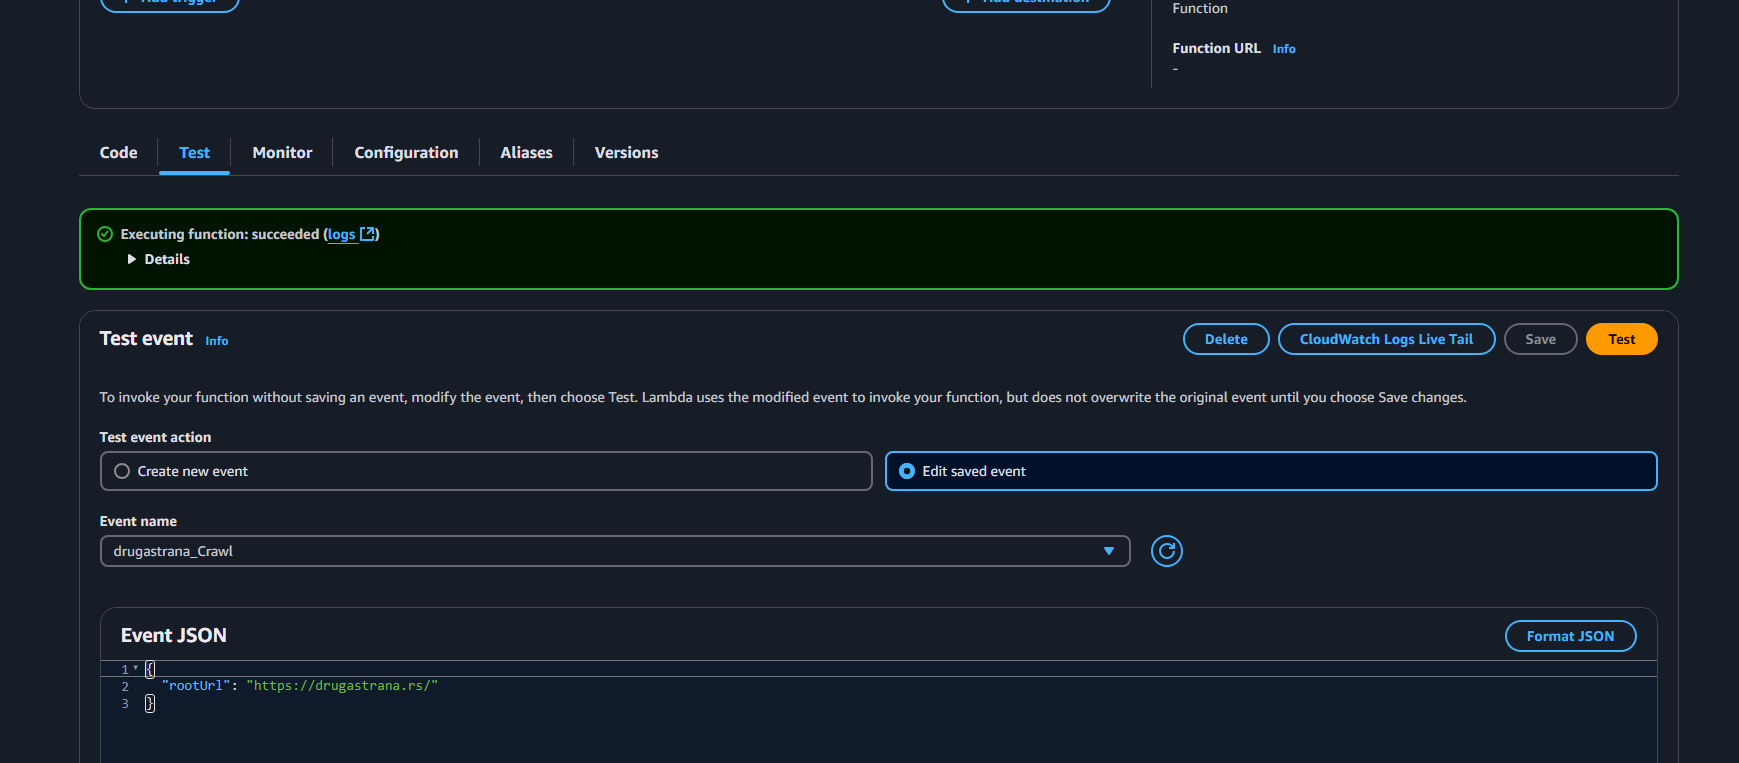 Add trigger
Add destination
Function
Function URL Info
-
Code Test Monitor Configuration Aliases Versions
Executing function: succeeded (logs)
Details
Test event Info
Delete CloudWatch Logs Live Tail Save Test
To invoke your function without saving an event, modify the event, then choose Test. Lambda uses the modified event to invoke your function, but does not overwrite the original event until you choose Save changes.
Test event action
Create new event Edit saved event
Event name
drugastrana_Crawl
Event JSON Format JSON
1 {
2 "rootUrl": "https://drugastrana.rs/"
3 }